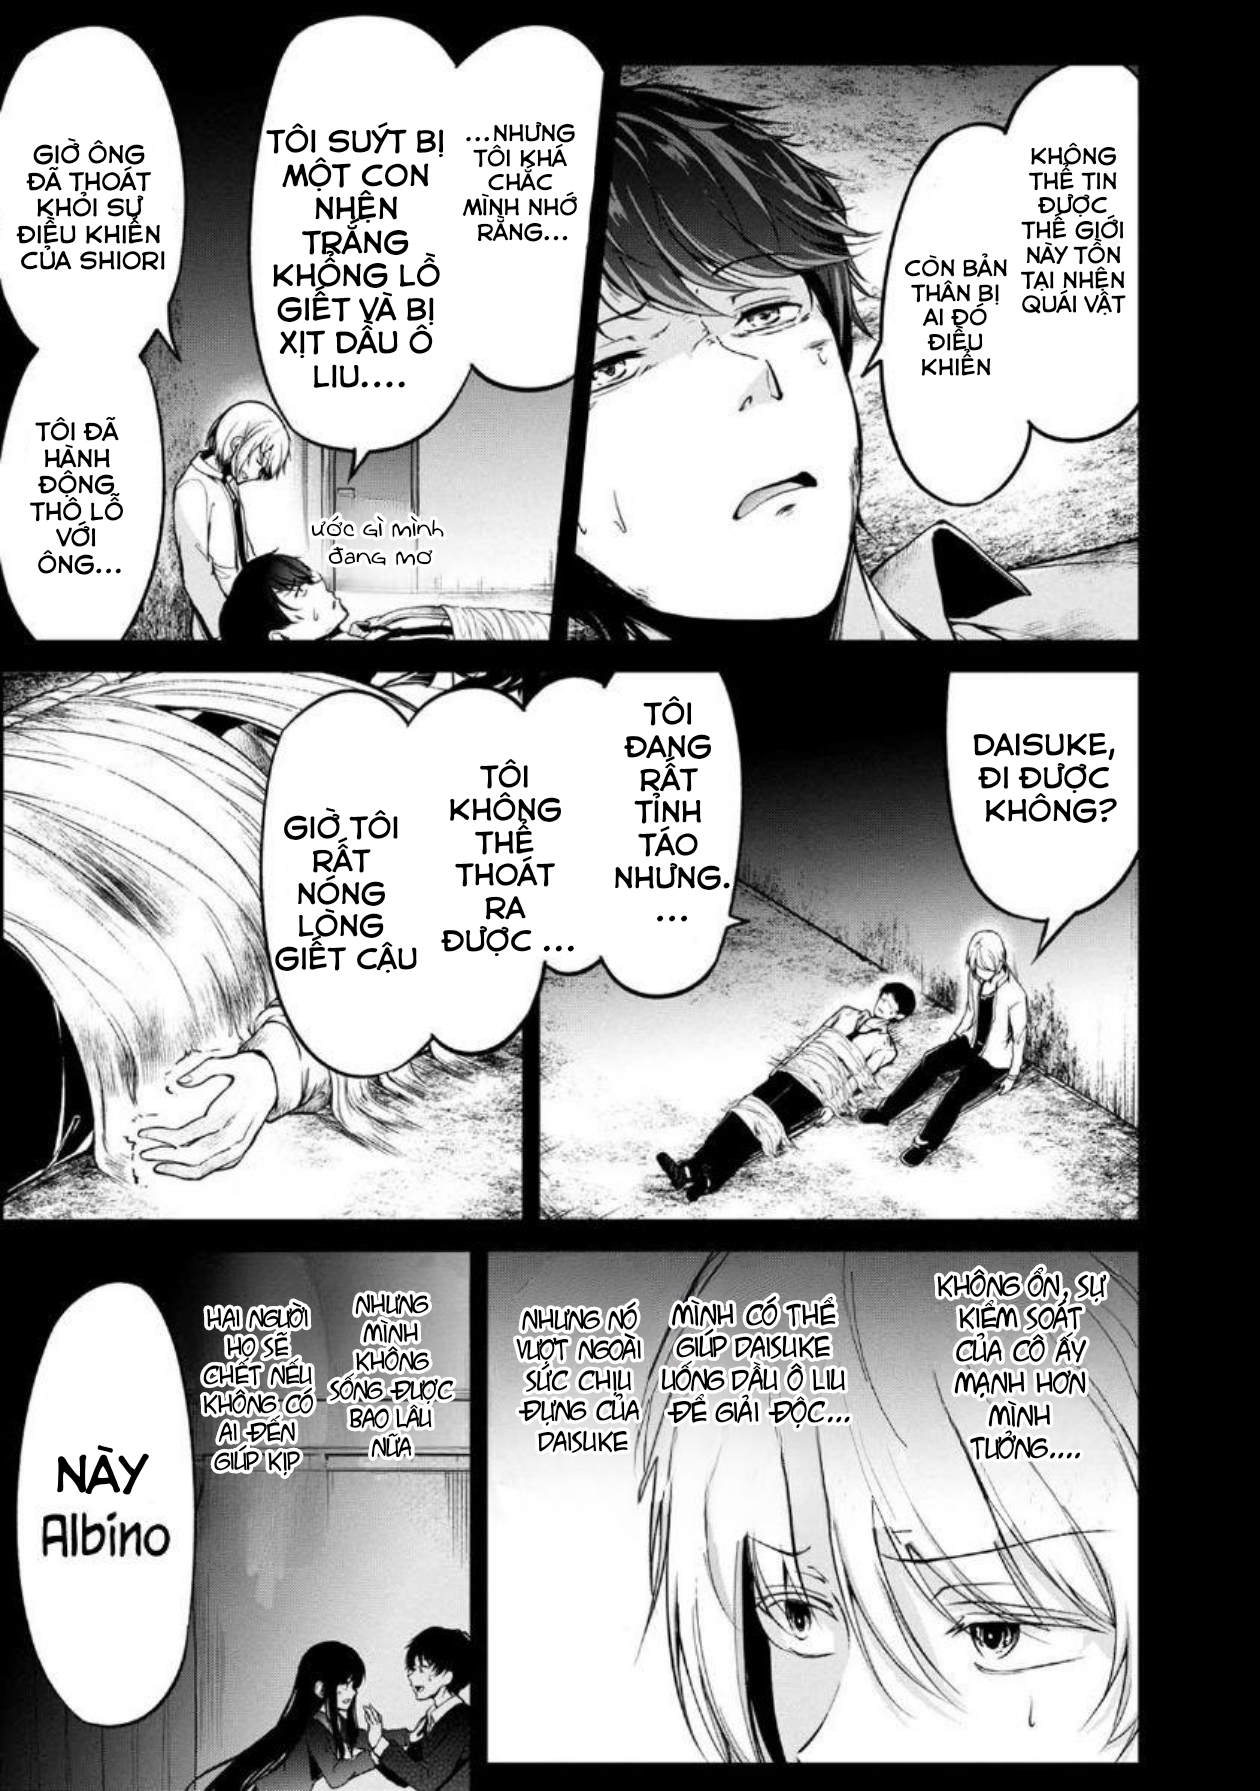 KHÔNG
THỂ TIN
ĐƯỢC
THẾ GIỚI
NÀY TỒN
TẠI NHỆN
QUÁI VẬT
CÒN BẢN
THÂN BỊ
AI ĐÓ
ĐIỀU
KHIỂN
...NHƯNG
TÔI KHÁ
CHẮC
MÌNH NHỚ
RẰNG...
TÔI SUÝT BỊ
MỘT CON
NHỆN
TRẮNG
KHỔNG LỒ
GIẾT VÀ BỊ
XỊT DẦU Ô
LIU....
ƯỚC GÌ MÌNH
ĐANG MƠ
GIỜ ÔNG
ĐÃ THOÁT
KHỎI SỰ
ĐIỀU KHIỂN
CỦA SHIORI
TÔI ĐÃ
HÀNH
ĐỘNG
THÔ LỖ
VỚI
ÔNG...
DAISUKE,
ĐI ĐƯỢC
KHÔNG?
TÔI
ĐANG
RẤT
TỈNH
TÁO
NHƯNG.
...
TÔI
KHÔNG
THỂ
THOÁT
RA
ĐƯỢC ...
GIỜ TÔI
RẤT
NÓNG
LÒNG
GIẾT CẬU
KHÔNG ỔN, SỰ
KIỂM SOÁT
CỦA CÔ ẤY
MẠNH HƠN
MÌNH
TƯỞNG....
MÌNH CÓ THỂ
GIÚP DAISUKE
UỐNG DẦU Ô LIU
ĐỂ GIẢI ĐỘC...
NHƯNG NÓ
VƯỢT NGOÀI
SỨC CHỊU
ĐỰNG CỦA
DAISUKE
NHƯNG
MÌNH
KHÔNG
SỐNG ĐƯỢC
BAO LÂU
NỮA
HAI NGƯỜI
HỌ SẼ
CHẾT NẾU
KHÔNG CÓ
AI ĐẾN
GIÚP KỊP
NÀY
Albino